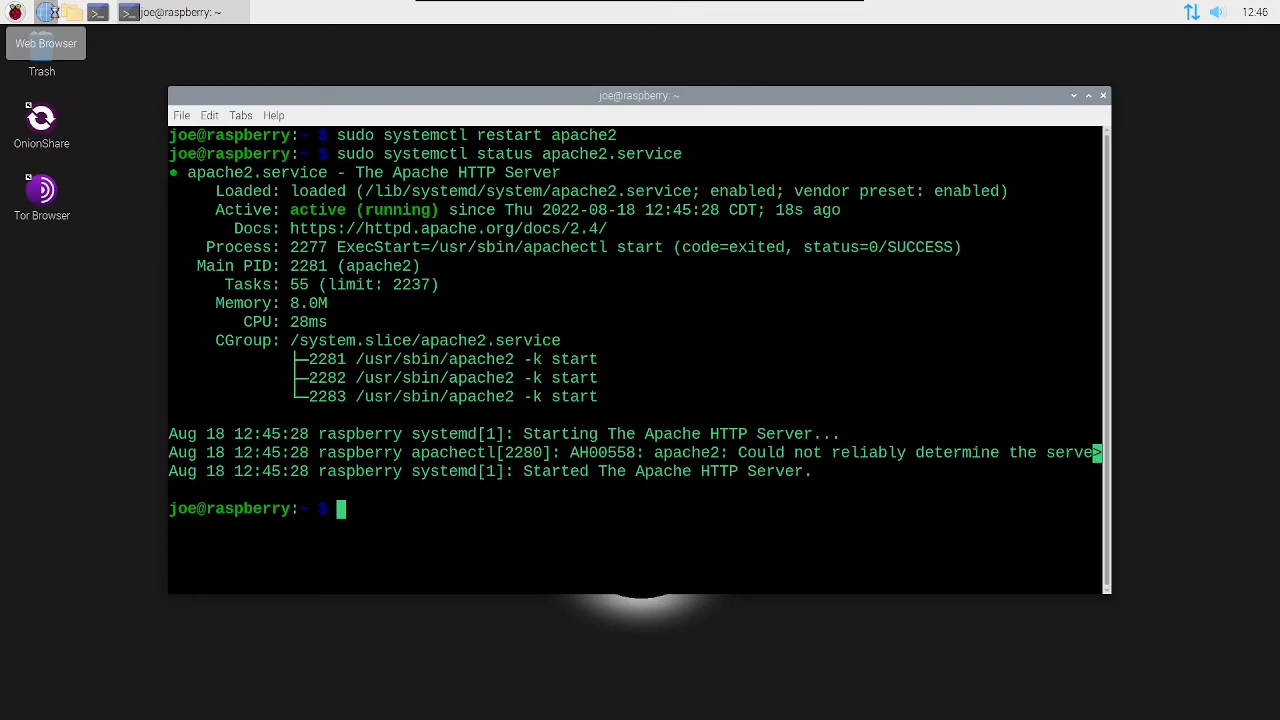 joe@raspberry: ~
12:46
Web Browser
Trash
OnionShare
Tor Browser
joe@raspberry: ~
File Edit Tabs Help
joe@raspberry:~ $ sudo systemctl restart apache2
joe@raspberry:~ $ sudo systemctl status apache2.service
● apache2.service - The Apache HTTP Server
Loaded: loaded (/lib/systemd/system/apache2.service; enabled; vendor preset: enabled)
Active: active (running) since Thu 2022-08-18 12:45:28 CDT; 18s ago
Docs: https://httpd.apache.org/docs/2.4/
Process: 2277 ExecStart=/usr/sbin/apachectl start (code=exited, status=0/SUCCESS)
Main PID: 2281 (apache2)
Tasks: 55 (limit: 2237)
Memory: 8.0M
CPU: 28ms
CGroup: /system.slice/apache2.service
├─2281 /usr/sbin/apache2 -k start
├─2282 /usr/sbin/apache2 -k start
└─2283 /usr/sbin/apache2 -k start
Aug 18 12:45:28 raspberry systemd[1]: Starting The Apache HTTP Server...
Aug 18 12:45:28 raspberry apachectl[2280]: AH00558: apache2: Could not reliably determine the serve>
Aug 18 12:45:28 raspberry systemd[1]: Started The Apache HTTP Server.
joe@raspberry:~ $